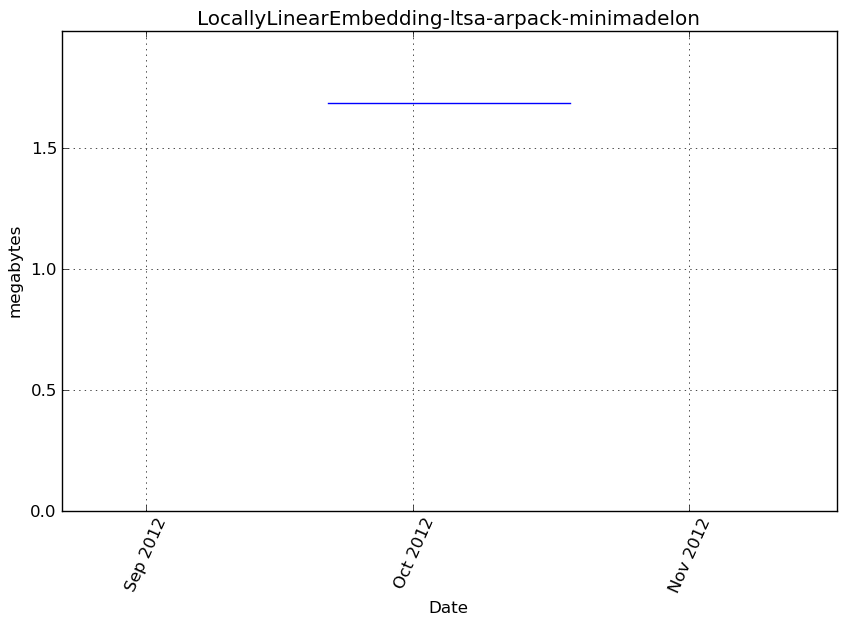 LocallyLinearEmbedding-ltsa-arpack-minimadelon
megabytes
1.5
1.0
0.5
0.0
Sep 2012
Oct 2012
Nov 2012
Date